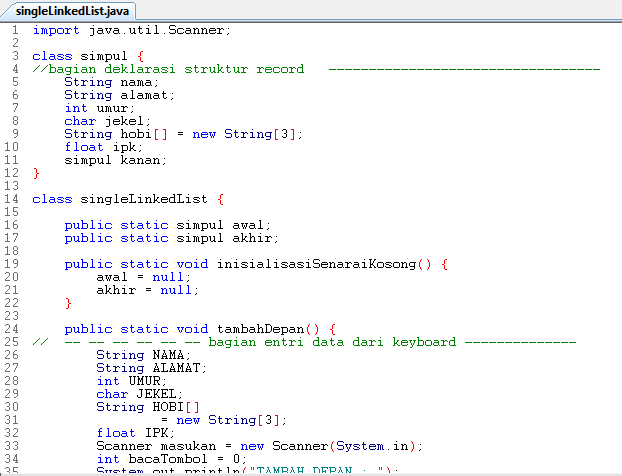 singleLinkedList.java
1 import java.util.Scanner;
2
3 class simpul {
4 //bagian deklarasi struktur record ----------------------------------
5 String nama;
6 String alamat;
7 int umur;
8 char jekel;
9 String hobi[] = new String[3];
10 float ipk;
11 simpul kanan;
12 }
13
14 class singleLinkedList {
15
16 public static simpul awal;
17 public static simpul akhir;
18
19 public static void inisialisasiSenaraiKosong() {
20 awal = null;
21 akhir = null;
22 }
23
24 public static void tambahDepan() {
25 // -- -- -- -- -- -- bagian entri data dari keyboard --------------
26 String NAMA;
27 String ALAMAT;
28 int UMUR;
29 char JEKEL;
30 String HOBI[]
31 = new String[3];
32 float IPK;
33 Scanner masukan = new Scanner(System.in);
34 int bacaTombol = 0;
35 System.out.println("TAMBAH DEPAN : ");